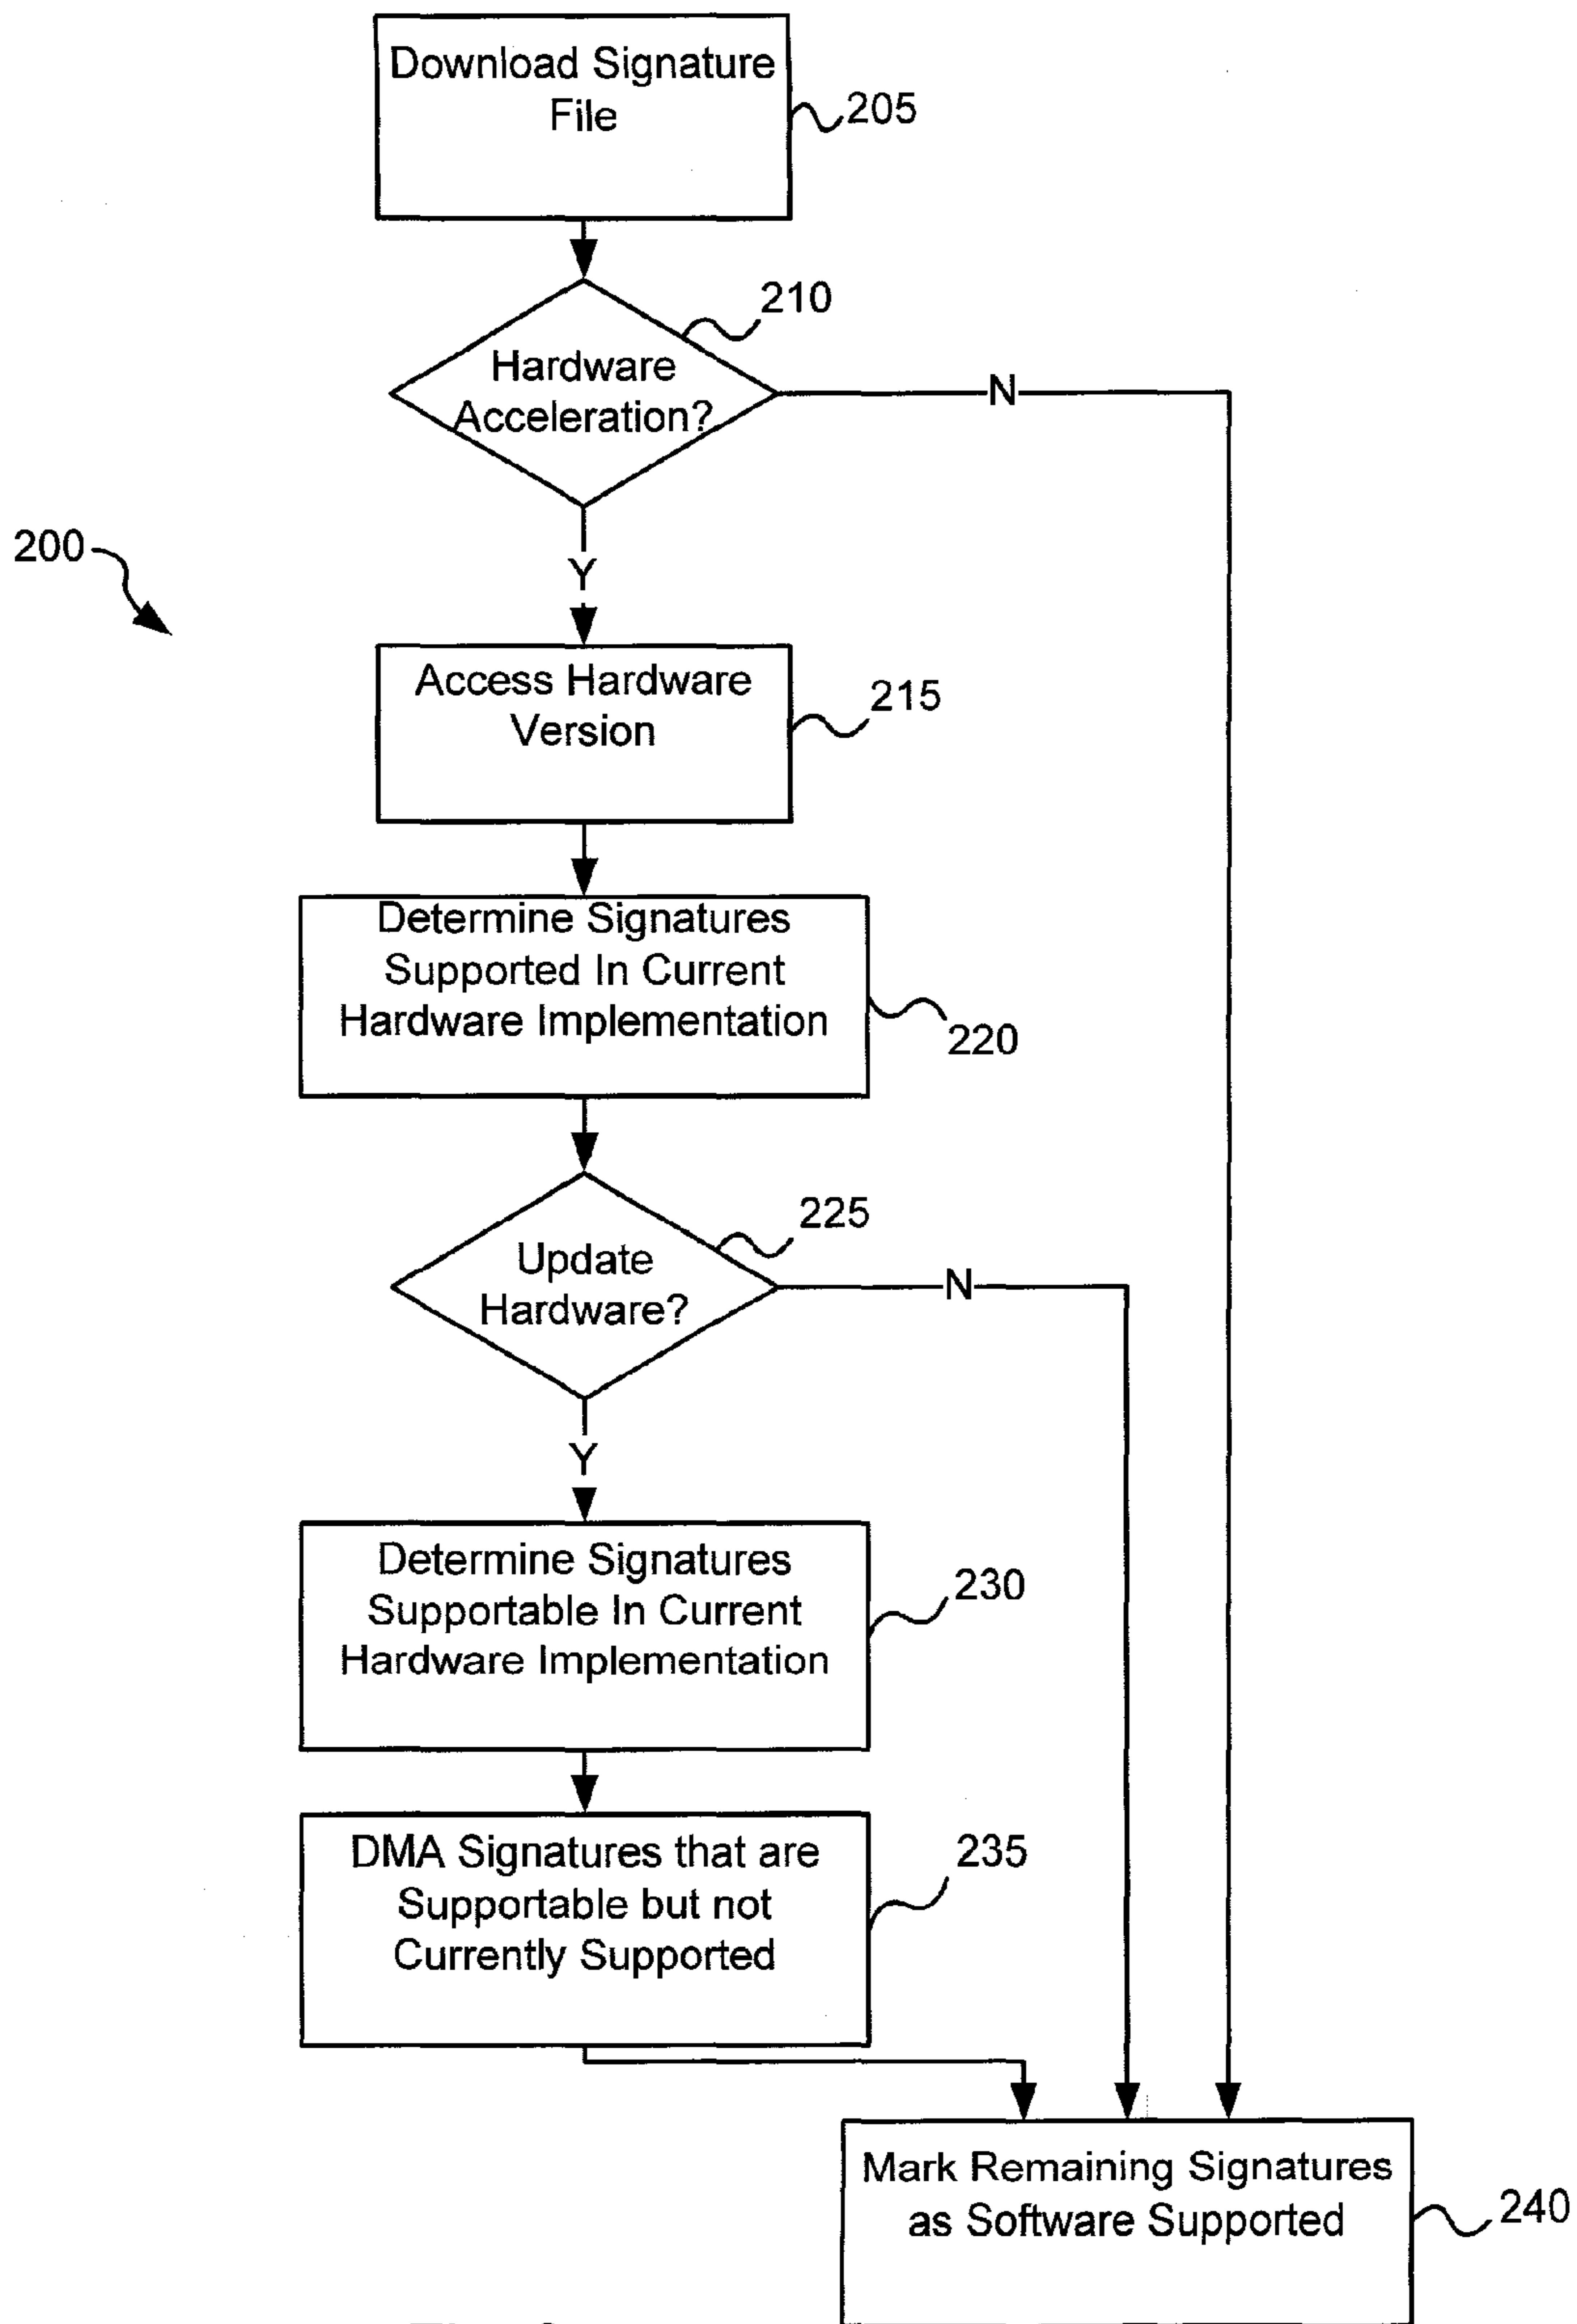 Download Signature
File
205
210
Hardware
Acceleration?
N
200
Y
Access Hardware
Version
215
Determine Signatures
Supported In Current
Hardware Implementation
220
225
Update
Hardware?
N
Y
Determine Signatures
Supportable In Current
Hardware Implementation
230
DMA Signatures that are
Supportable but not
Currently Supported
235
Mark Remaining Signatures
as Software Supported
240